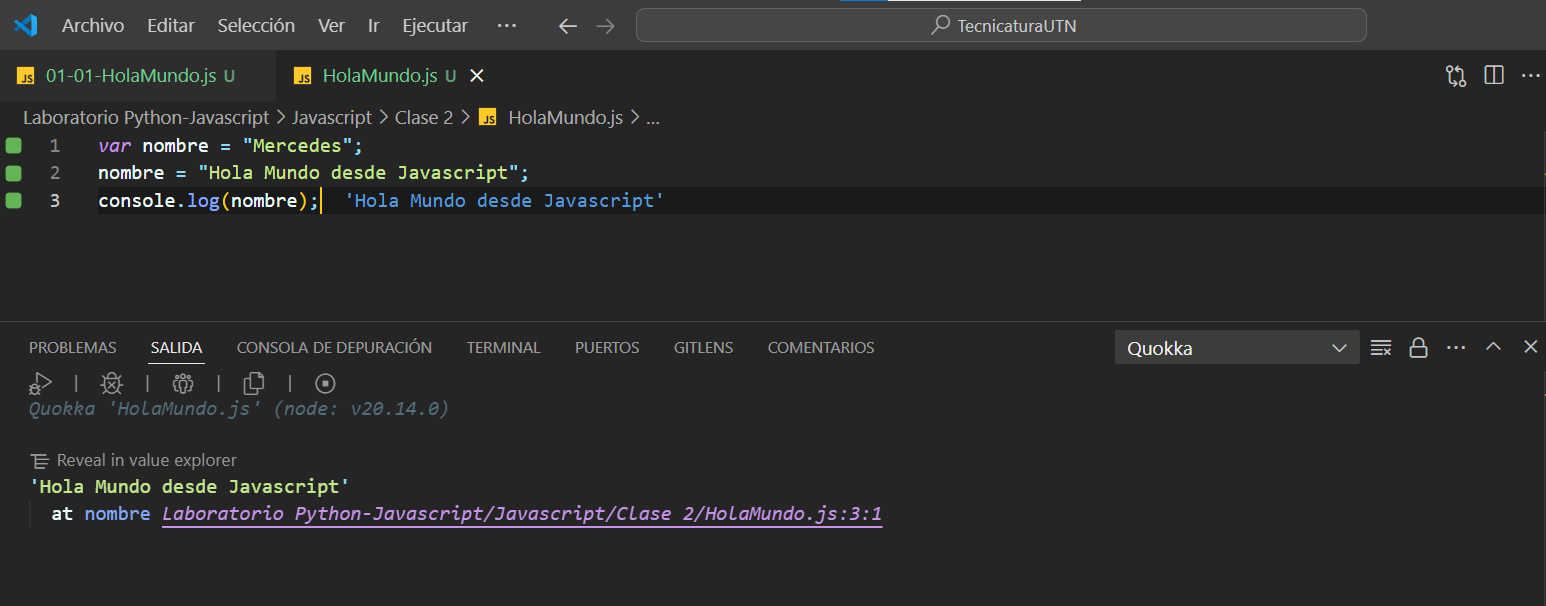 Archivo Editar Selección Ver Ir Ejecutar ··· TecnicaturaUTN
JS 01-01-HolaMundo.js U JS HolaMundo.js U
Laboratorio Python-Javascript > Javascript > Clase 2 > JS HolaMundo.js > ...
1 var nombre = "Mercedes";
2 nombre = "Hola Mundo desde Javascript";
3 console.log(nombre); 'Hola Mundo desde Javascript'
PROBLEMAS SALIDA CONSOLA DE DEPURACIÓN TERMINAL PUERTOS GITLENS COMENTARIOS Quokka
Quokka 'HolaMundo.js' (node: v20.14.0)
Reveal in value explorer
'Hola Mundo desde Javascript'
at nombre Laboratorio Python-Javascript/Javascript/Clase 2/HolaMundo.js:3:1